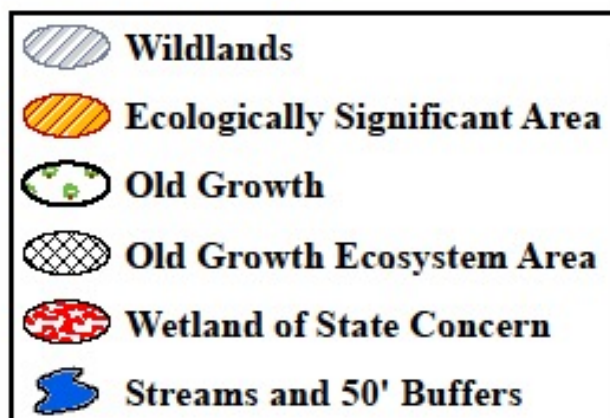 Wildlands
Ecologically Significant Area
Old Growth
Old Growth Ecosystem Area
Wetland of State Concern
Streams and 50' Buffers